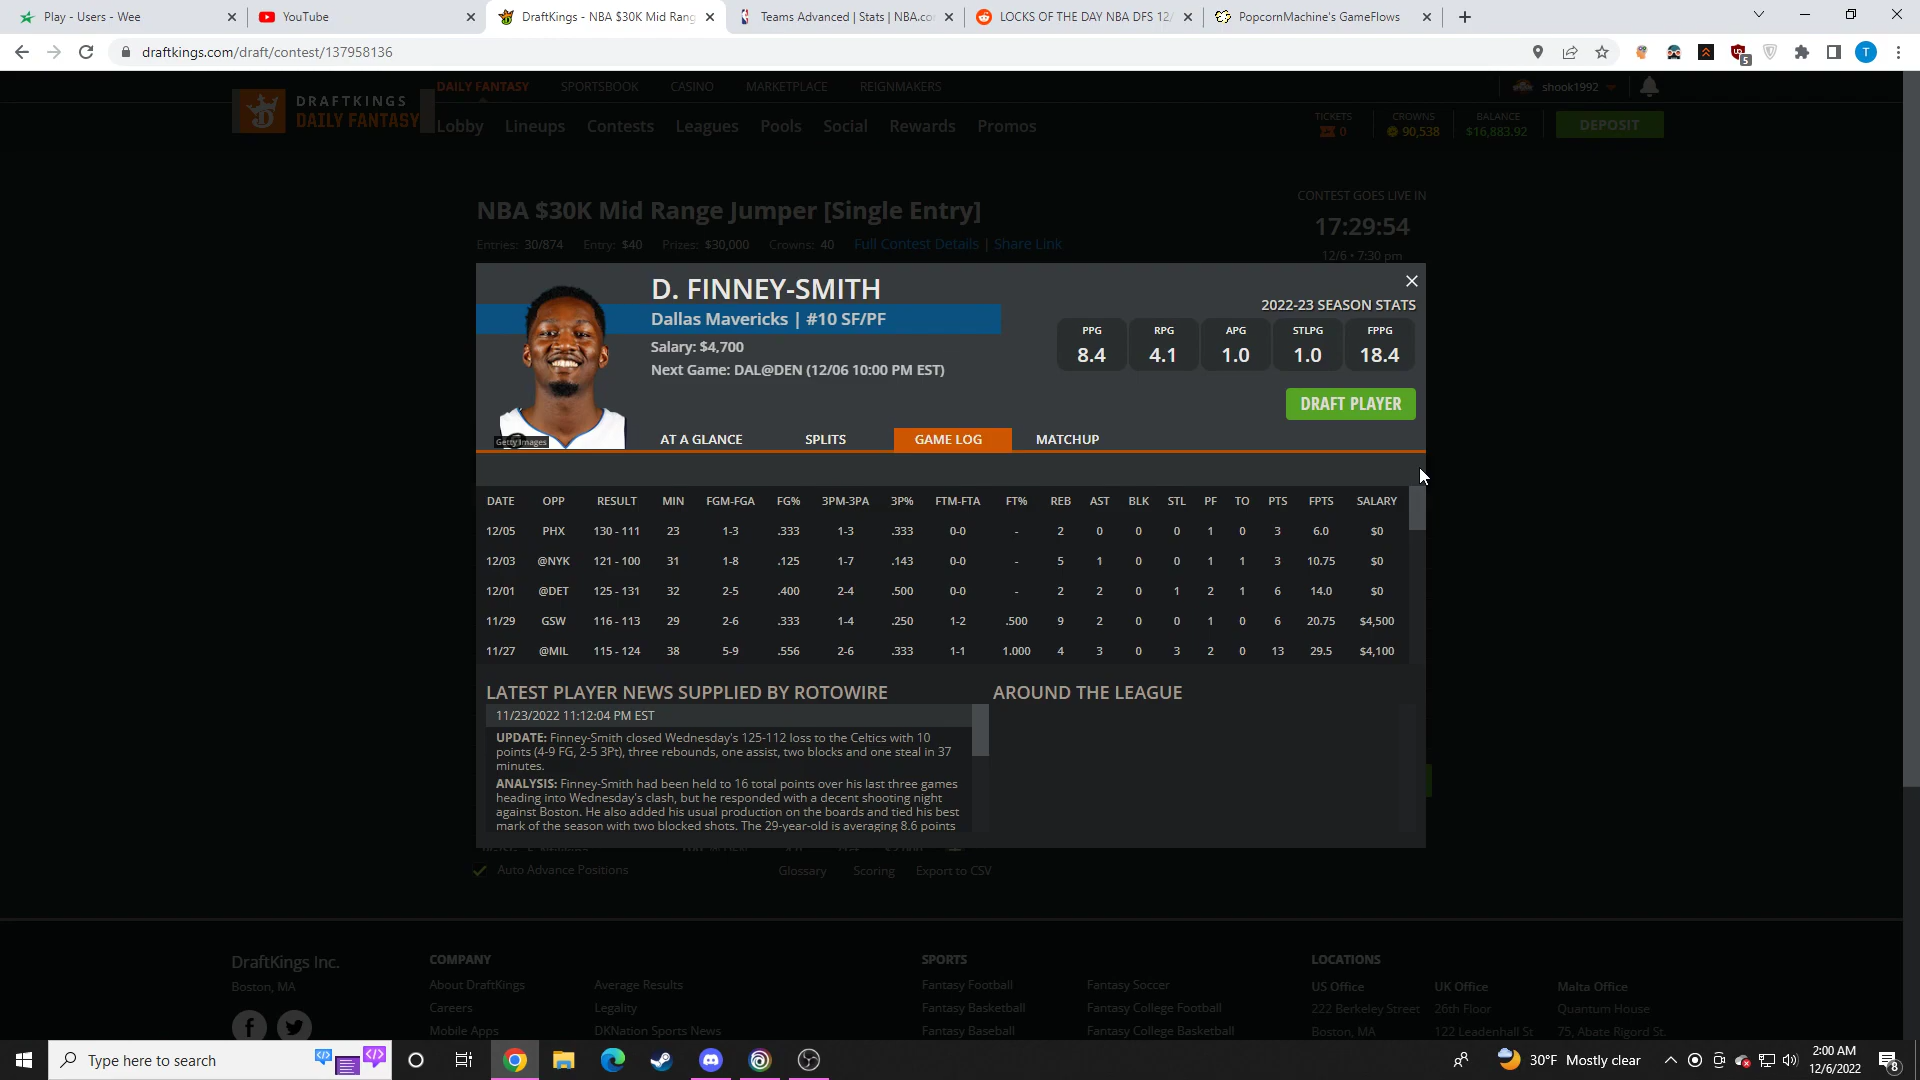 Play - Users - Wee
YouTube
DraftKings - NBA $30K Mid Rang
Teams Advanced | Stats | NBA.co
LOCKS OF THE DAY NBA DFS 12/
PopcornMachine's GameFlows
draftkings.com/draft/contest/137958136
5
T
DAILY FANTASY SPORTSBOOK CASINO MARKETPLACE REIGNMAKERS
shook1992
DRAFTKINGS
DAILY FANTASY
Lobby Lineups Contests Leagues Pools Social Rewards Promos
TICKETS CROWNS BALANCE
0 90,538 $16,883.92
DEPOSIT
NBA $30K Mid Range Jumper [Single Entry]
CONTEST GOES LIVE IN
17:29:54
12/6 • 7:30 pm
Entries: 30/874 Entry: $40 Prizes: $30,000 Crowns: 40 Full Contest Details | Share Link
D. FINNEY-SMITH
Dallas Mavericks | #10 SF/PF
Salary: $4,700
Next Game: DAL@DEN (12/06 10:00 PM EST)
2022-23 SEASON STATS
PPG RPG APG STLPG FPPG
8.4 4.1 1.0 1.0 18.4
DRAFT PLAYER
Getty Images
AT A GLANCE SPLITS GAME LOG MATCHUP
DATE OPP RESULT MIN FGM-FGA FG% 3PM-3PA 3P% FTM-FTA FT% REB AST BLK STL PF TO PTS FPTS SALARY
12/05 PHX 130 - 111 23 1-3 .333 1-3 .333 0-0 - 2 0 0 0 1 0 3 6.0 $0
12/03 @NYK 121 - 100 31 1-8 .125 1-7 .143 0-0 - 5 1 0 0 1 1 3 10.75 $0
12/01 @DET 125 - 131 32 2-5 .400 2-4 .500 0-0 - 2 2 0 1 2 1 6 14.0 $0
11/29 GSW 116 - 113 29 2-6 .333 1-4 .250 1-2 .500 9 2 0 0 1 0 6 20.75 $4,500
11/27 @MIL 115 - 124 38 5-9 .556 2-6 .333 1-1 1.000 4 3 0 3 2 0 13 29.5 $4,100
LATEST PLAYER NEWS SUPPLIED BY ROTOWIRE
AROUND THE LEAGUE
11/23/2022 11:12:04 PM EST
UPDATE: Finney-Smith closed Wednesday's 125-112 loss to the Celtics with 10
points (4-9 FG, 2-5 3Pt), three rebounds, one assist, two blocks and one steal in 37
minutes.
ANALYSIS: Finney-Smith had been held to 16 total points over his last three games
heading into Wednesday's clash, but he responded with a decent shooting night
against Boston. He also added his usual production on the boards and tied his best
mark of the season with two blocked shots. The 29-year-old is averaging 8.6 points
Auto Advance Positions
Glossary Scoring Export to CSV
DraftKings Inc.
Boston, MA
COMPANY
About DraftKings Average Results
Careers Legality
Mobile Apps DKNation Sports News
SPORTS
Fantasy Football Fantasy Soccer
Fantasy Basketball Fantasy College Football
Fantasy Baseball Fantasy College Basketball
LOCATIONS
US Office UK Office Malta Office
222 Berkeley Street 26th Floor Quantum House
Boston, MA 122 Leadenhall St 75, Abate Rigord St.
Type here to search
30°F Mostly clear
2:00 AM
12/6/2022
8